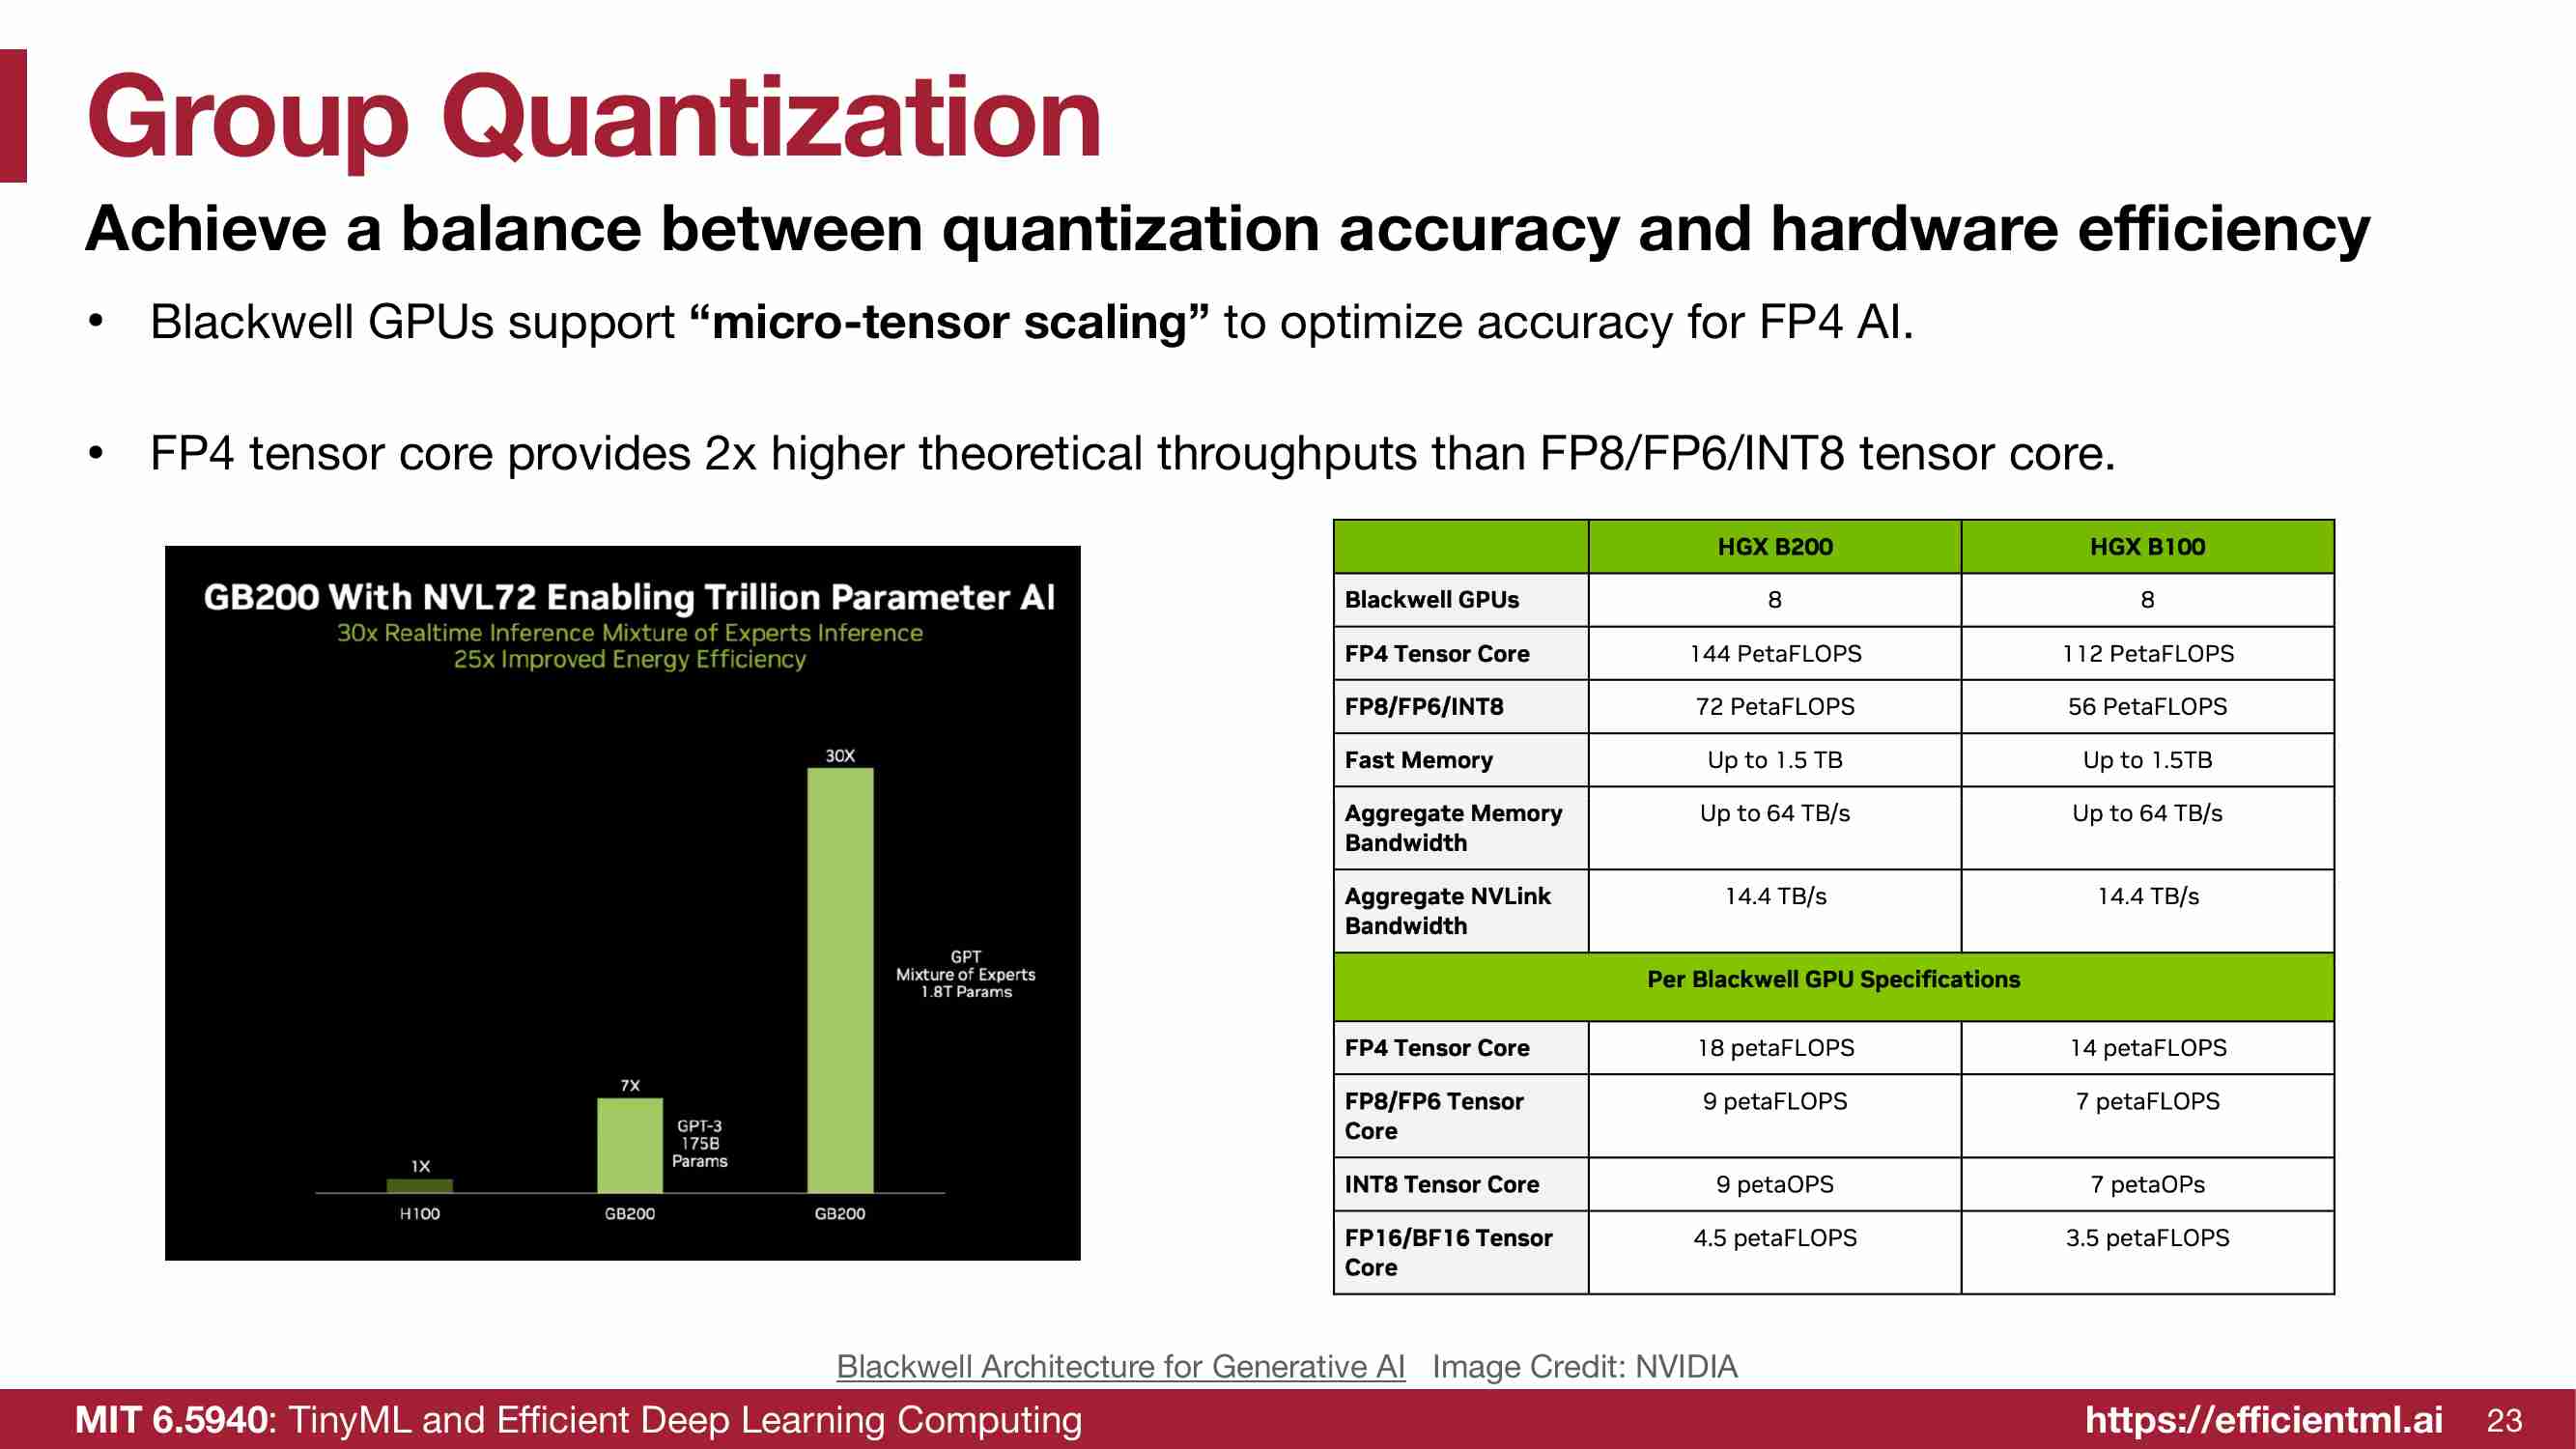 Group Quantization
Achieve a balance between quantization accuracy and hardware efficiency
• Blackwell GPUs support “micro-tensor scaling” to optimize accuracy for FP4 AI.
• FP4 tensor core provides 2x higher theoretical throughputs than FP8/FP6/INT8 tensor core.
GB200 With NVL72 Enabling Trillion Parameter AI
30x Realtime Inference Mixture of Experts Inference
25x Improved Energy Efficiency
30X
GPT
Mixture of Experts
1.8T Params
7X
GPT-3
175B
Params
1X
H100 GB200 GB200
HGX B200 HGX B100
Blackwell GPUs 8 8
FP4 Tensor Core 144 PetaFLOPS 112 PetaFLOPS
FP8/FP6/INT8 72 PetaFLOPS 56 PetaFLOPS
Fast Memory Up to 1.5 TB Up to 1.5TB
Aggregate Memory Up to 64 TB/s Up to 64 TB/s
Bandwidth
Aggregate NVLink 14.4 TB/s 14.4 TB/s
Bandwidth
Per Blackwell GPU Specifications
FP4 Tensor Core 18 petaFLOPS 14 petaFLOPS
FP8/FP6 Tensor 9 petaFLOPS 7 petaFLOPS
Core
INT8 Tensor Core 9 petaOPS 7 petaOPs
FP16/BF16 Tensor 4.5 petaFLOPS 3.5 petaFLOPS
Core
Blackwell Architecture for Generative AI Image Credit: NVIDIA
MIT 6.5940: TinyML and Efficient Deep Learning Computing https://efficientml.ai 23